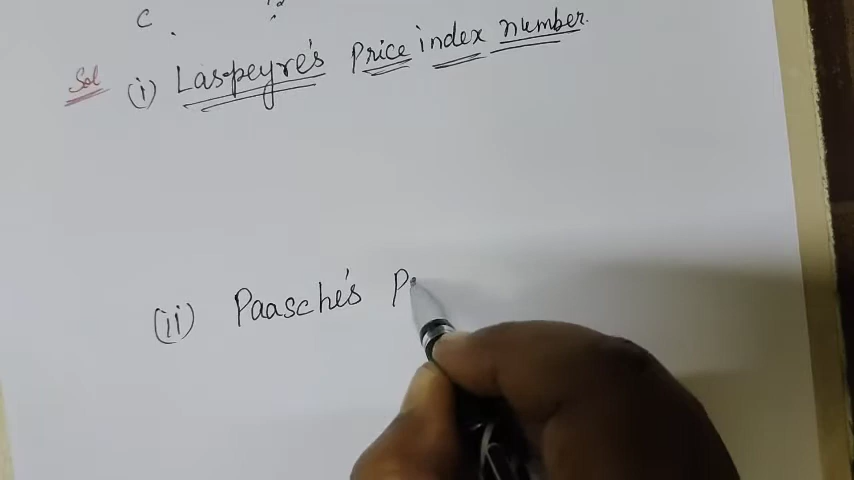 C .
Sol (i) Laspeyre's Price index number.
(ii) Paasche's P